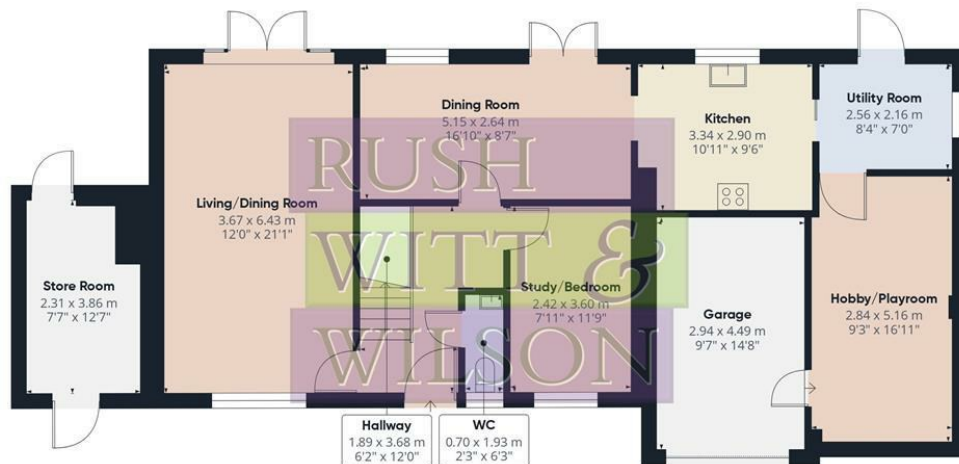 Dining Room
5.15 x 2.64 m
16'10" x 8'7"
Kitchen
3.34 x 2.90 m
10'11" x 9'6"
Utility Room
2.56 x 2.16 m
8'4" x 7'0"
RUSH
WITT &
WILSON
Living/Dining Room
3.67 x 6.43 m
12'0" x 21'1"
Store Room
2.31 x 3.86 m
7'7" x 12'7"
Study/Bedroom
2.42 x 3.60 m
7'11" x 11'9"
Garage
2.94 x 4.49 m
9'7" x 14'8"
Hobby/Playroom
2.84 x 5.16 m
9'3" x 16'11"
Hallway
1.89 x 3.68 m
6'2" x 12'0"
WC
0.70 x 1.93 m
2'3" x 6'3"